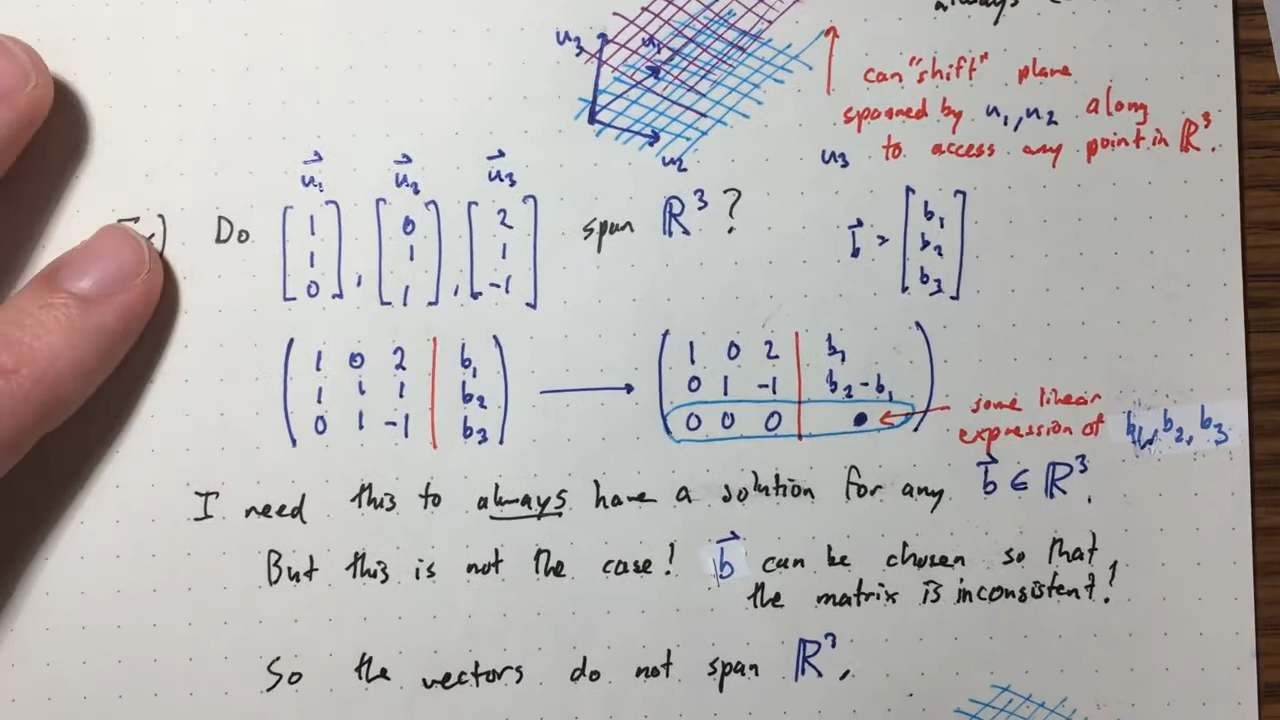 always
u3 u1
can "shift" plane
spanned by u1, u2 along
u2 u3 to access any point in ℝ³.
u⃗1 u⃗2 u⃗3
Do [1 1 0], [0 1 1], [2 1 -1] span ℝ³? b⃗ = [b1 b2 b3]
( 1 0 2 | b1 ) → ( 1 0 2 | b1 )
( 1 1 1 | b2 ) ( 0 1 -1 | b2 - b1 )
( 0 1 -1 | b3 ) ( 0 0 0 | • ) ← some linear
expression of b1, b2, b3
I need this to always have a solution for any b⃗ ∈ ℝ³.
But this is not the case! b⃗ can be chosen so that
the matrix is inconsistent!
So the vectors do not span ℝ³.